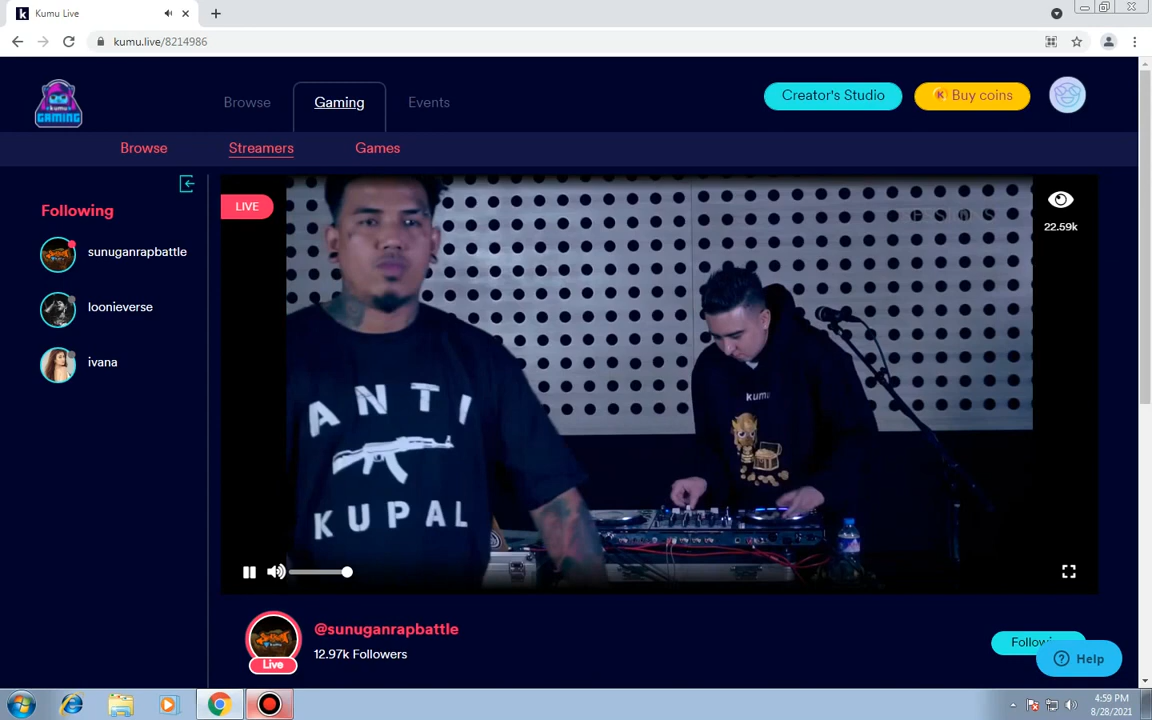 Kumu Live
kumu.live/8214986
GAMING
Browse
Gaming
Events
Creator's Studio
Buy coins
Browse
Streamers
Games
Following
sunuganrapbattle
loonieverse
ivana
LIVE
22.59k
ANTI
KUPAL
kumu
@sunuganrapbattle
12.97k Followers
Live
Help
4:59 PM
8/28/2021